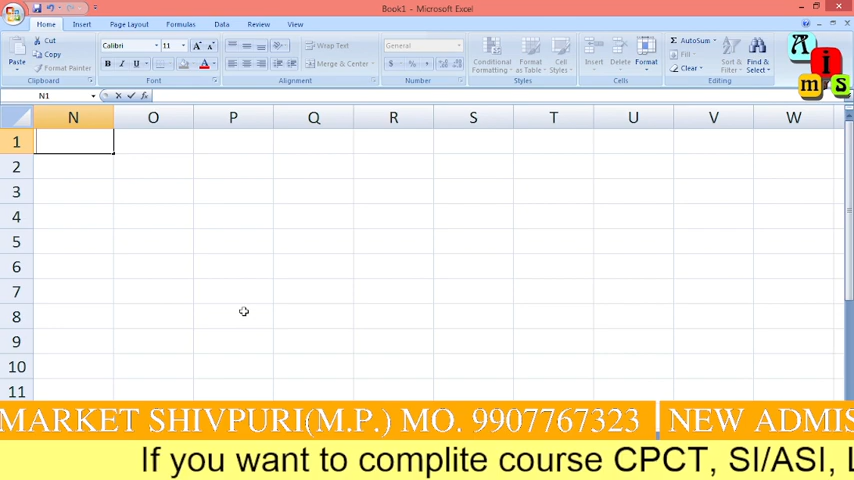 Book1 - Microsoft Excel
Home Insert Page Layout Formulas Data Review View
Cut
Copy
Format Painter
Paste
Clipboard
Calibri 11
B I U
Font
Wrap Text
Merge & Center
Alignment
General
$ % ,
Number
Conditional Formatting
Format as Table
Cell Styles
Styles
Insert Delete Format
Cells
Σ AutoSum
Fill
Clear
Sort & Filter
Find & Select
Editing
A i m S
N1 fx
N O P Q R S T U V W
1
2
3
4
5
6
7
8
9
10
11
MARKET SHIVPURI(M.P.) MO. 9907767323 NEW ADMIS
If you want to complite course CPCT, SI/ASI, L